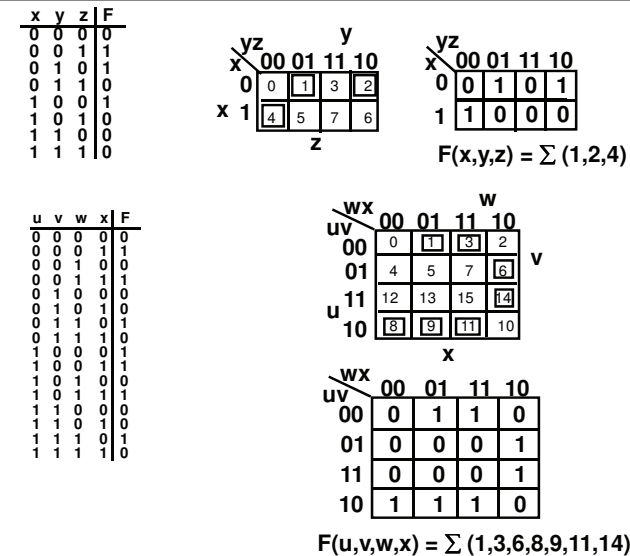 x y z F
0 0 0 0
0 0 1 1
0 1 0 1
0 1 1 0
1 0 0 1
1 0 1 0
1 1 0 0
1 1 1 0
y
yz
x 00 01 11 10
0 0 1 3 2
x 1 4 5 7 6
z
yz
x 00 01 11 10
0 0 1 0 1
1 1 0 0 0
F(x,y,z) = ∑ (1,2,4)
u v w x F
0 0 0 0 0
0 0 0 1 1
0 0 1 0 0
0 0 1 1 1
0 1 0 0 0
0 1 0 1 0
0 1 1 0 1
0 1 1 1 0
1 0 0 0 1
1 0 0 1 1
1 0 1 0 0
1 0 1 1 1
1 1 0 0 0
1 1 0 1 0
1 1 1 0 1
1 1 1 1 0
w
wx
uv 00 01 11 10
00 0 1 3 2
v
01 4 5 7 6
11 12 13 15 14
u
10 8 9 11 10
x
wx
uv 00 01 11 10
00 0 1 1 0
01 0 0 0 1
11 0 0 0 1
10 1 1 1 0
F(u,v,w,x) = ∑ (1,3,6,8,9,11,14)